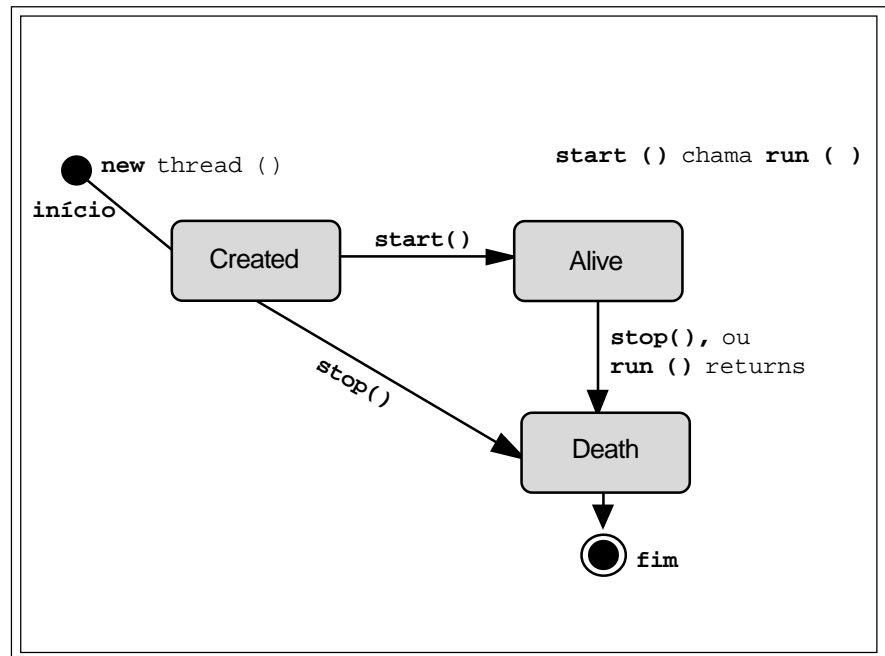 new thread ()
start () chama run ( )
início
Created
start()
Alive
stop(), ou
run () returns
stop()
Death
fim